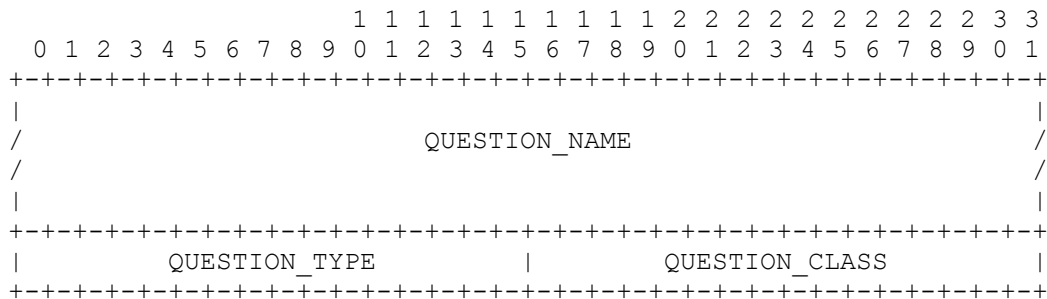 1 1 1 1 1 1 1 1 1 1 2 2 2 2 2 2 2 2 2 2 3 3
  0 1 2 3 4 5 6 7 8 9 0 1 2 3 4 5 6 7 8 9 0 1 2 3 4 5 6 7 8 9 0 1
+-+-+-+-+-+-+-+-+-+-+-+-+-+-+-+-+-+-+-+-+-+-+-+-+-+-+-+-+-+-+-+-+
|                                                               |
/                         QUESTION_NAME                         /
/                                                               /
|                                                               |
+-+-+-+-+-+-+-+-+-+-+-+-+-+-+-+-+-+-+-+-+-+-+-+-+-+-+-+-+-+-+-+-+
|         QUESTION_TYPE         |        QUESTION_CLASS         |
+-+-+-+-+-+-+-+-+-+-+-+-+-+-+-+-+-+-+-+-+-+-+-+-+-+-+-+-+-+-+-+-+